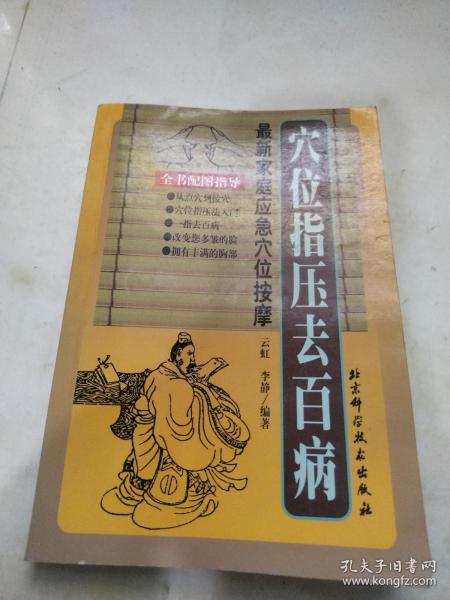 穴位指压去百病
最新家庭应急穴位按摩
全书配图指导
●从点穴到按穴
●穴位指压法入门
●一指去百病
●改变您多皱的脸
●拥有丰满的胸部
云虹 李静/编著
北京科学技术出版社
孔夫子旧书网
www.kongfz.com